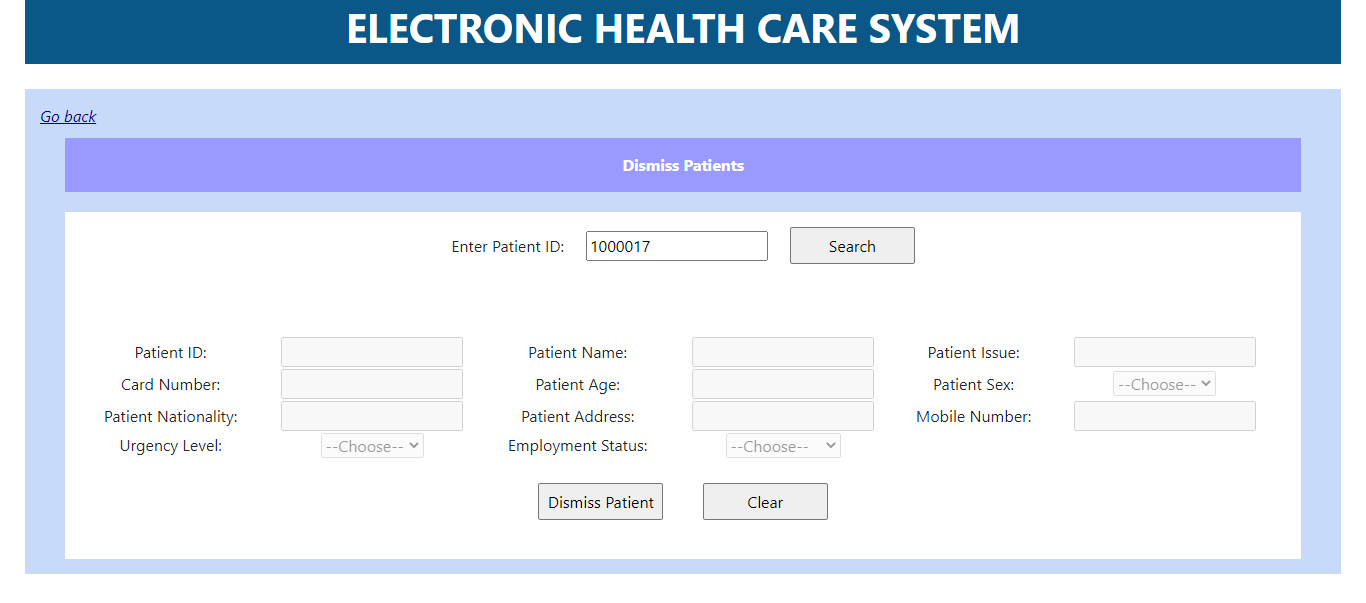 ELECTRONIC HEALTH CARE SYSTEM
Go back
Dismiss Patients
Enter Patient ID: 1000017 Search
Patient ID: Patient Name: Patient Issue:
Card Number: Patient Age: Patient Sex: --Choose--
Patient Nationality: Patient Address: Mobile Number:
Urgency Level: --Choose-- Employment Status: --Choose--
Dismiss Patient Clear